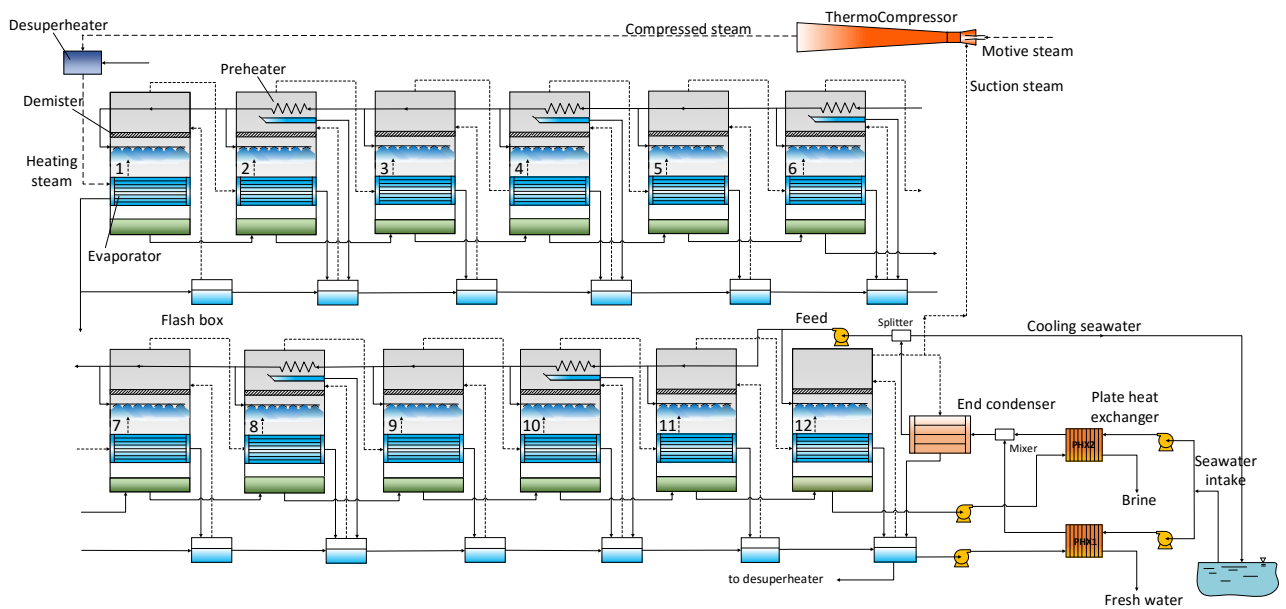 Desuperheater
ThermoCompressor
Compressed steam
Motive steam
Preheater
Suction steam
Demister
Heating
steam
1
2
3
4
5
6
Evaporator
Flash box
Feed
Splitter
Cooling seawater
End condenser
Plate heat
exchanger
7
8
9
10
11
12
Mixer
PHX2
Seawater
intake
Brine
PHX1
to desuperheater
Fresh water